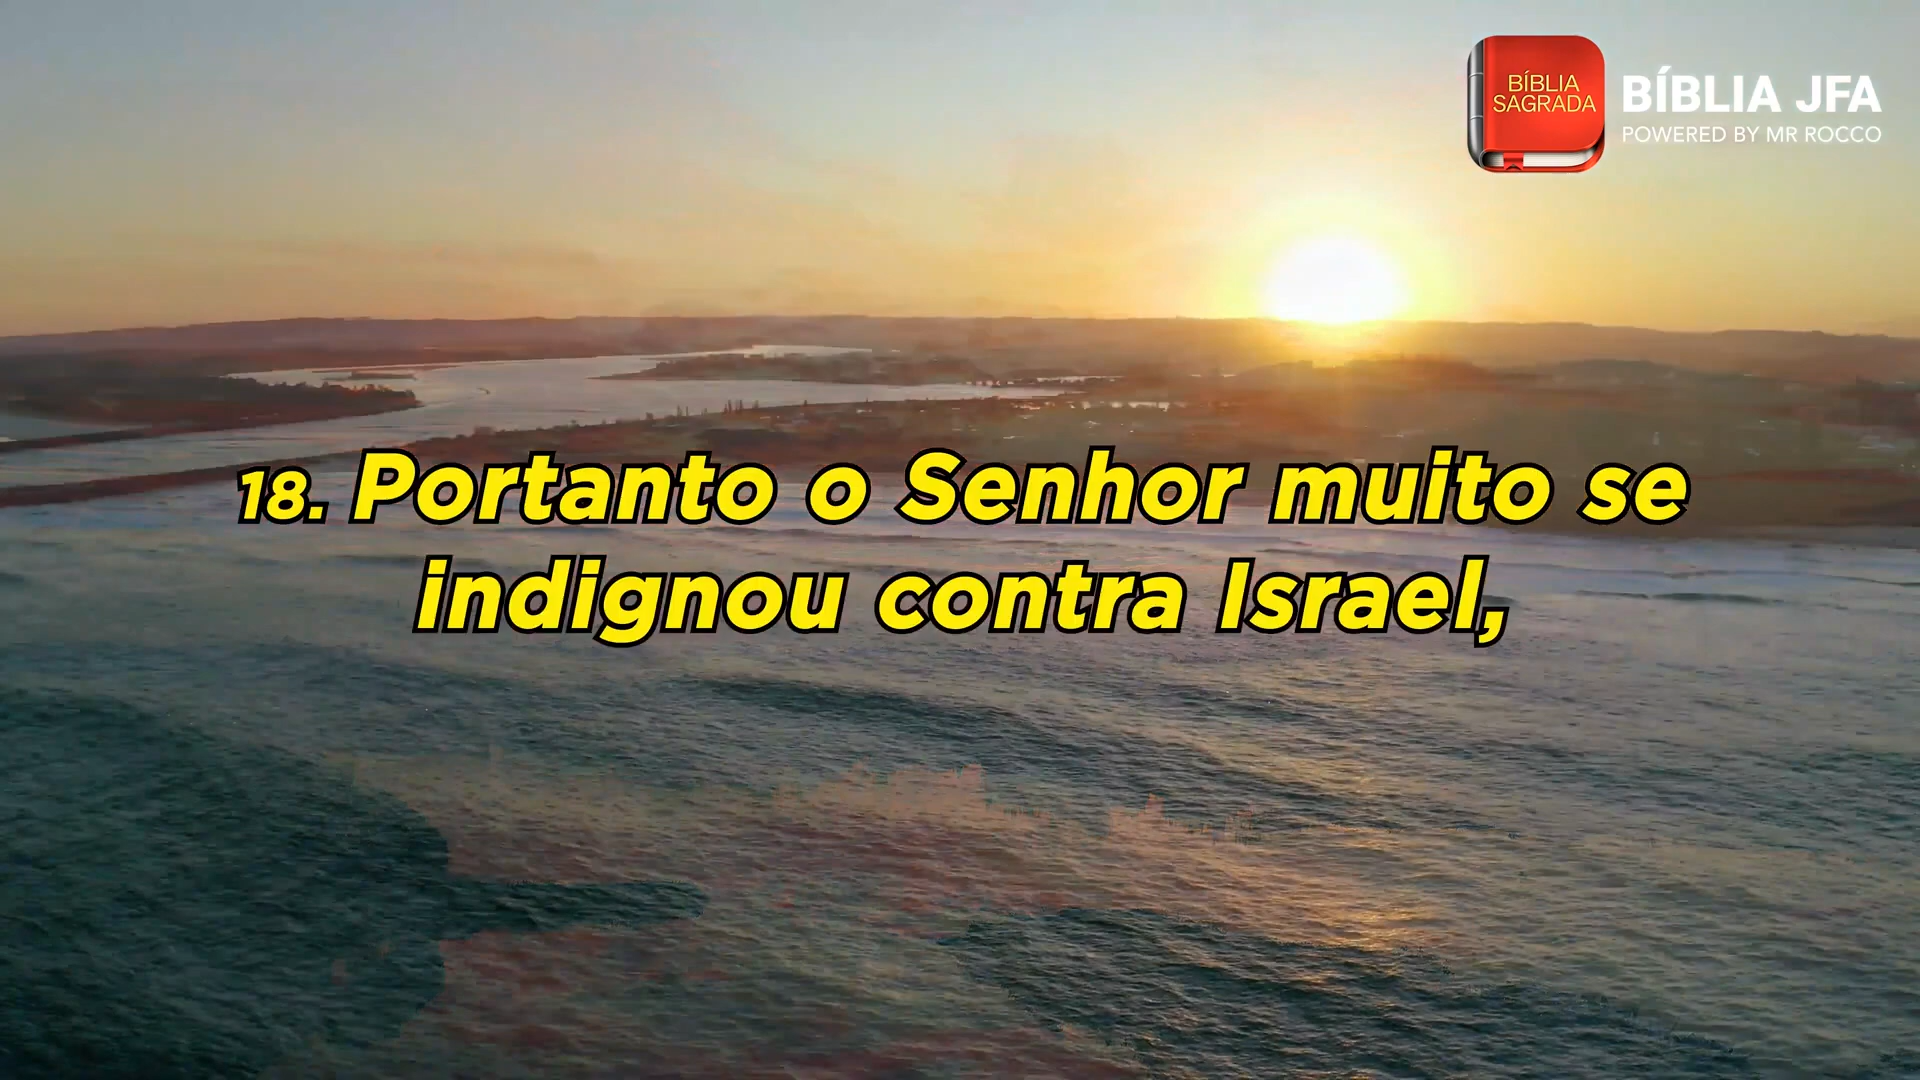 BÍBLIA
SAGRADA
BÍBLIA JFA
POWERED BY MR ROCCO
18. Portanto o Senhor muito se
indignou contra Israel,